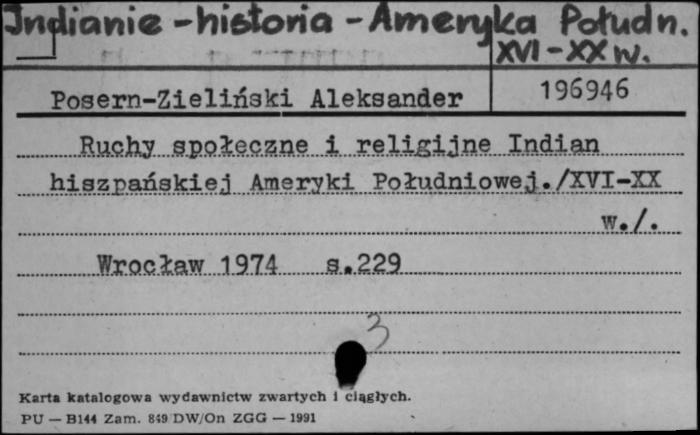 Indianie - historia - Ameryka Połudn.
XVI - XX w.
Posern-Zieliński Aleksander
196946
Ruchy społeczne i religijne Indian
hiszpańskiej Ameryki Południowej./XVI-XX
w./.
Wrocław 1974 s.229
3
Karta katalogowa wydawnictw zwartych i ciągłych.
PU — B144 Zam. 849 DW/On ZGG — 1991